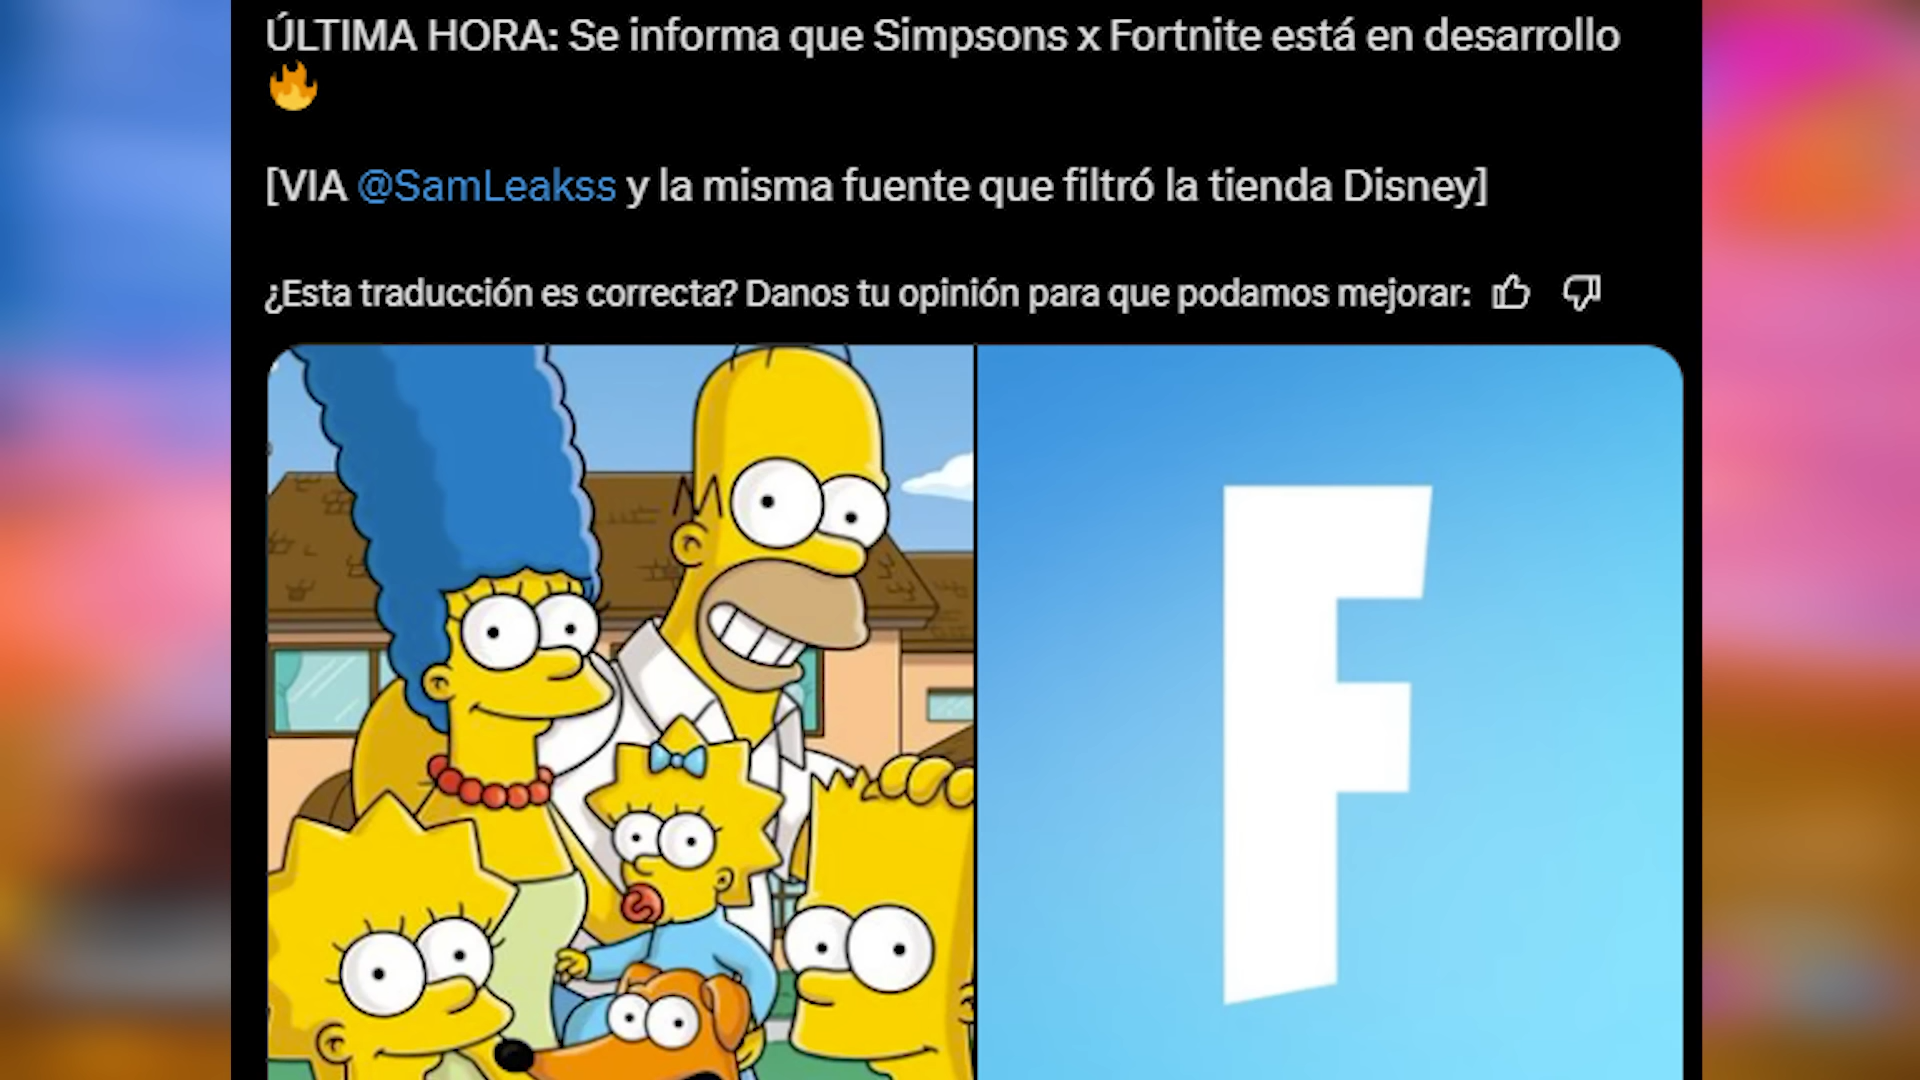 ÚLTIMA HORA: Se informa que Simpsons x Fortnite está en desarrollo
🔥
[VIA @SamLeakss y la misma fuente que filtró la tienda Disney]
¿Esta traducción es correcta? Danos tu opinión para que podamos mejorar:
F